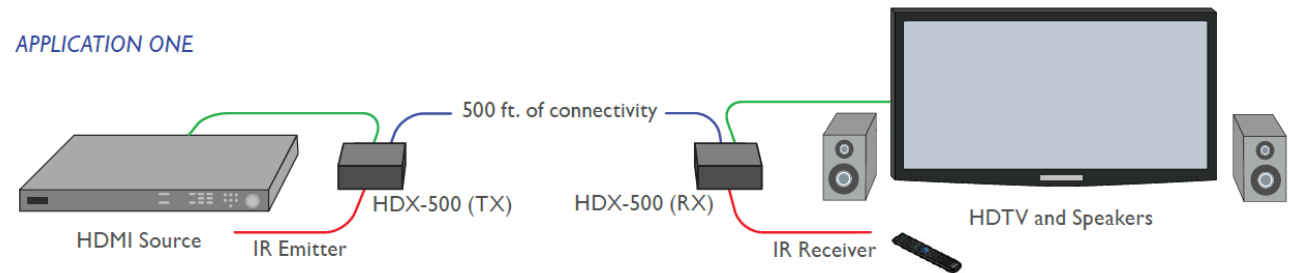 APPLICATION ONE
500 ft. of connectivity
HDX-500 (TX)
HDX-500 (RX)
HDTV and Speakers
HDMI Source
IR Emitter
IR Receiver